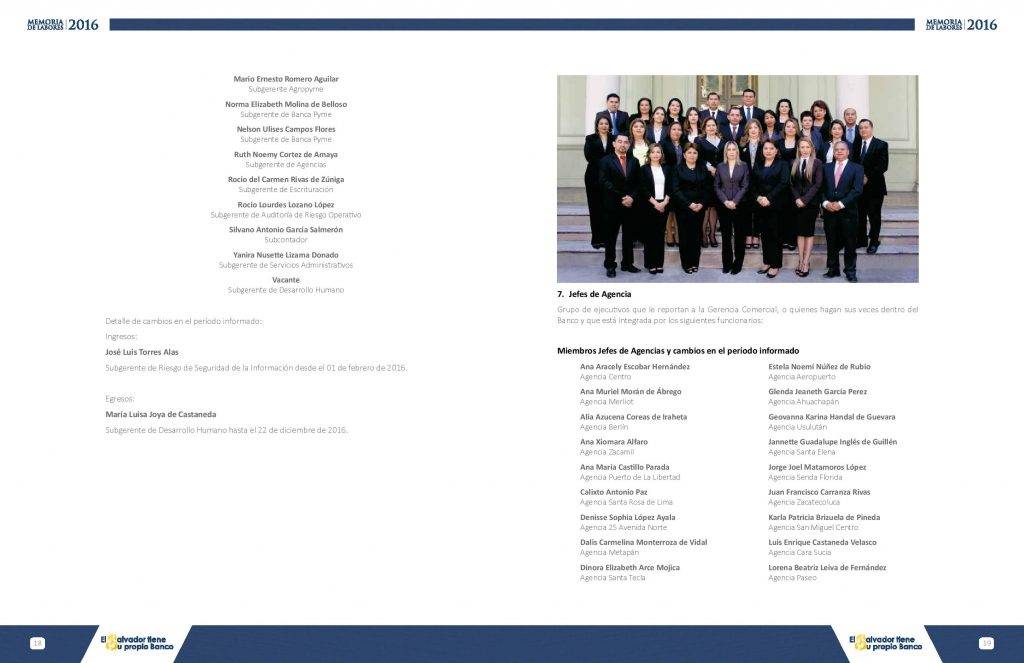 MEMORIA
DE LABORES 2016
MEMORIA
DE LABORES 2016
Mario Ernesto Romero Aguilar
Subgerente Agropyme
Norma Elizabeth Molina de Belloso
Subgerente de Banca Pyme
Nelson Ulises Campos Flores
Subgerente de Banca Pyme
Ruth Noemy Cortez de Amaya
Subgerente de Agencias
Rocio del Carmen Rivas de Zúniga
Subgerente de Escrituración
Rocío Lourdes Lozano López
Subgerente de Auditoría de Riesgo Operativo
Silvano Antonio García Salmerón
Subcontador
Yanira Nusette Lizama Donado
Subgerente de Servicios Administrativos
Vacante
Subgerente de Desarrollo Humano
Detalle de cambios en el período informado:
Ingresos:
José Luis Torres Alas
Subgerente de Riesgo de Seguridad de la Información desde el 01 de febrero de 2016.
Egresos:
María Luisa Joya de Castaneda
Subgerente de Desarrollo Humano hasta el 22 de diciembre de 2016.
18
El Salvador tiene
Su propio Banco
7. Jefes de Agencia
Grupo de ejecutivos que le reportan a la Gerencia Comercial, o quienes hagan sus veces dentro del
Banco y que está integrada por los siguientes funcionarios:
Miembros Jefes de Agencias y cambios en el periodo informado
Ana Aracely Escobar Hernández
Agencia Centro
Ana Muriel Morán de Ábrego
Agencia Merliot
Alia Azucena Coreas de Iraheta
Agencia Berlín
Ana Xiomara Alfaro
Agencia Zacamil
Ana María Castillo Parada
Agencia Puerto de La Libertad
Calixto Antonio Paz
Agencia Santa Rosa de Lima
Denisse Sophia López Ayala
Agencia 25 Avenida Norte
Dalis Carmelina Monterroza de Vidal
Agencia Metapán
Dinora Elizabeth Arce Mojica
Agencia Santa Tecla
Estela Noemí Núñez de Rubio
Agencia Aeropuerto
Glenda Jeaneth García Perez
Agencia Ahuachapán
Geovanna Karina Handal de Guevara
Agencia Usulután
Jannette Guadalupe Inglés de Guillén
Agencia Santa Elena
Jorge Joel Matamoros López
Agencia Senda Florida
Juan Francisco Carranza Rivas
Agencia Zacatecoluca
Karla Patricia Brizuela de Pineda
Agencia San Miguel Centro
Luis Enrique Castaneda Velasco
Agencia Cara Sucia
Lorena Beatriz Leiva de Fernández
Agencia Paseo
El Salvador tiene
Su propio Banco
19